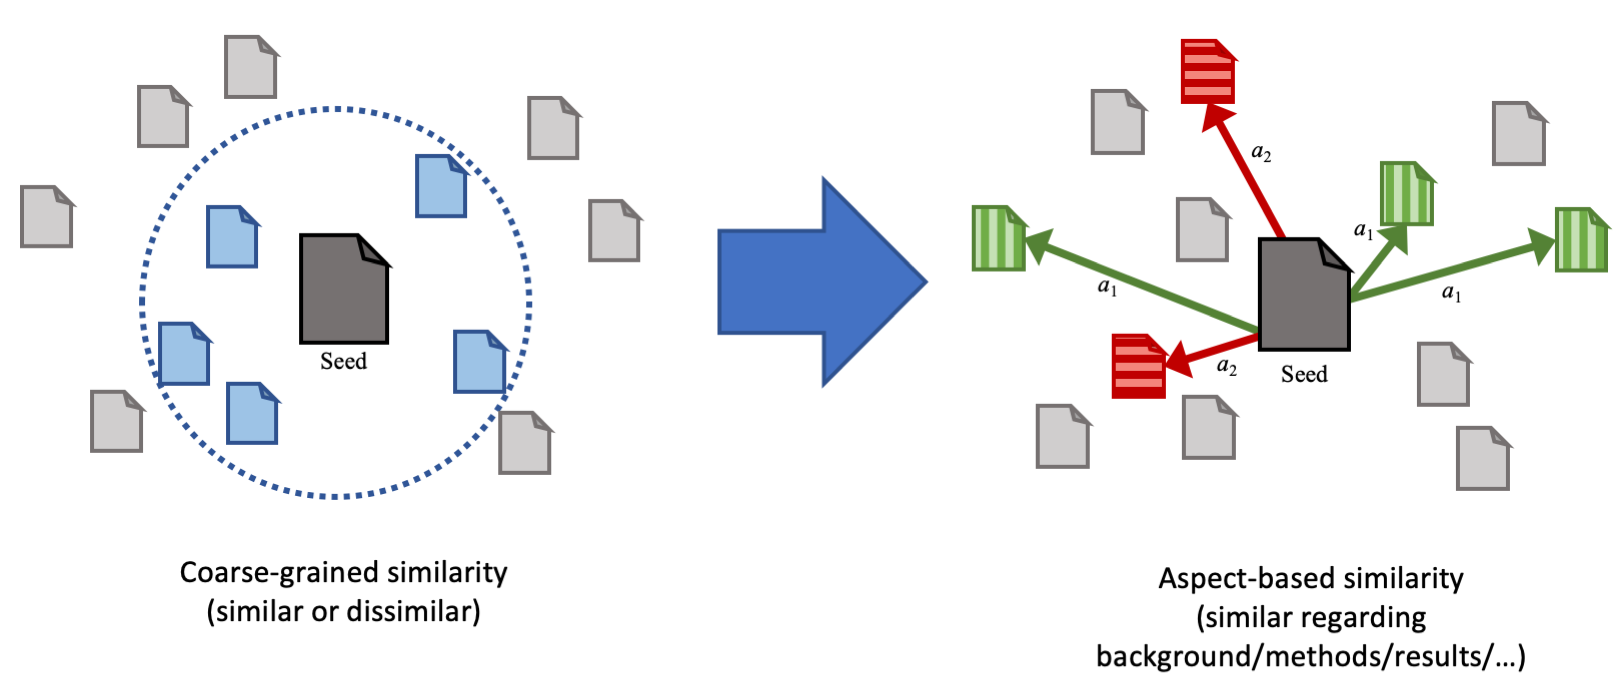 Seed
Coarse-grained similarity
(similar or dissimilar)
a2
a1
a1
a1
a2
Seed
Aspect-based similarity
(similar regarding
background/methods/results/...)